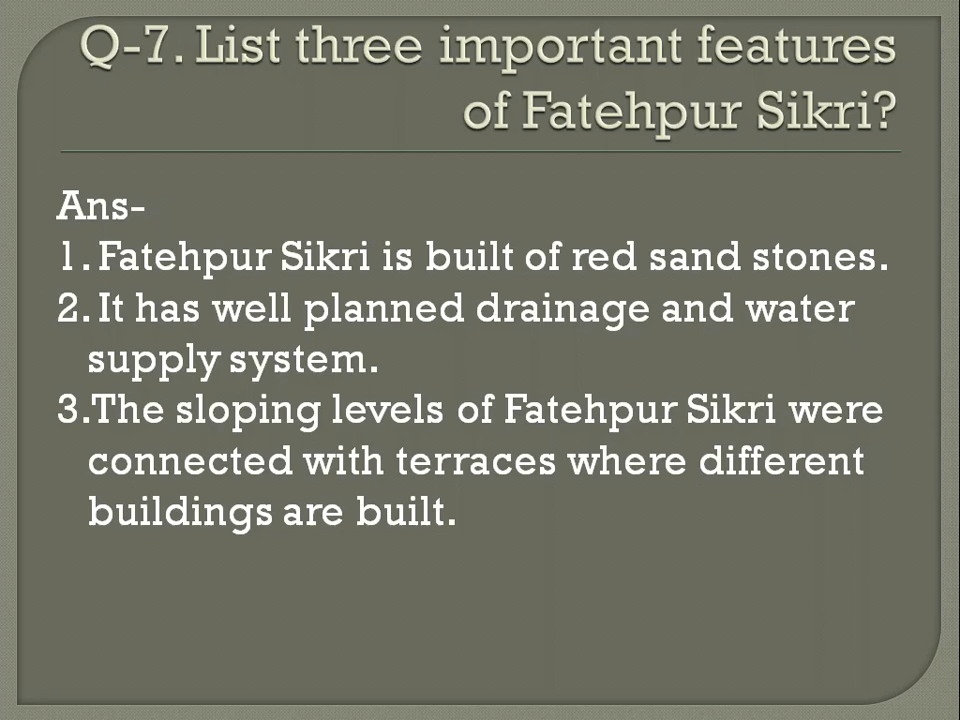 Q-7. List three important features
of Fatehpur Sikri?
Ans-
1. Fatehpur Sikri is built of red sand stones.
2. It has well planned drainage and water
supply system.
3.The sloping levels of Fatehpur Sikri were
connected with terraces where different
buildings are built.